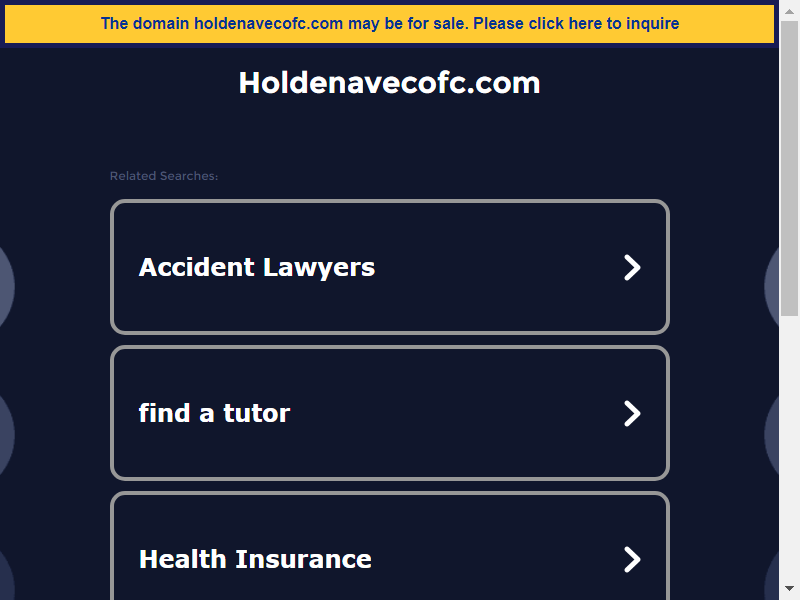 The domain holdenavecofc.com may be for sale. Please click here to inquire
Holdenavecofc.com
Related Searches:
Accident Lawyers
find a tutor
Health Insurance